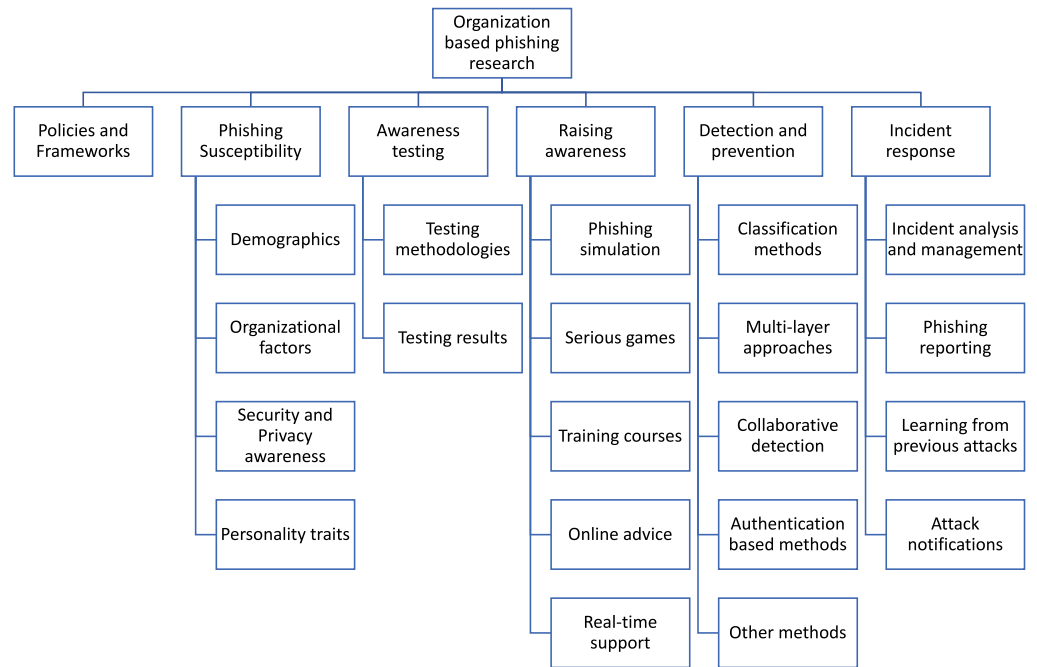 Organization
based phishing
research
Policies and
Frameworks
Phishing
Susceptibility
Awareness
testing
Raising
awareness
Detection and
prevention
Incident
response
Demographics
Organizational
factors
Security and
Privacy
awareness
Personality traits
Testing
methodologies
Testing results
Phishing
simulation
Serious games
Training courses
Online advice
Real-time
support
Classification
methods
Multi-layer
approaches
Collaborative
detection
Authentication
based methods
Other methods
Incident analysis
and management
Phishing
reporting
Learning from
previous attacks
Attack
notifications